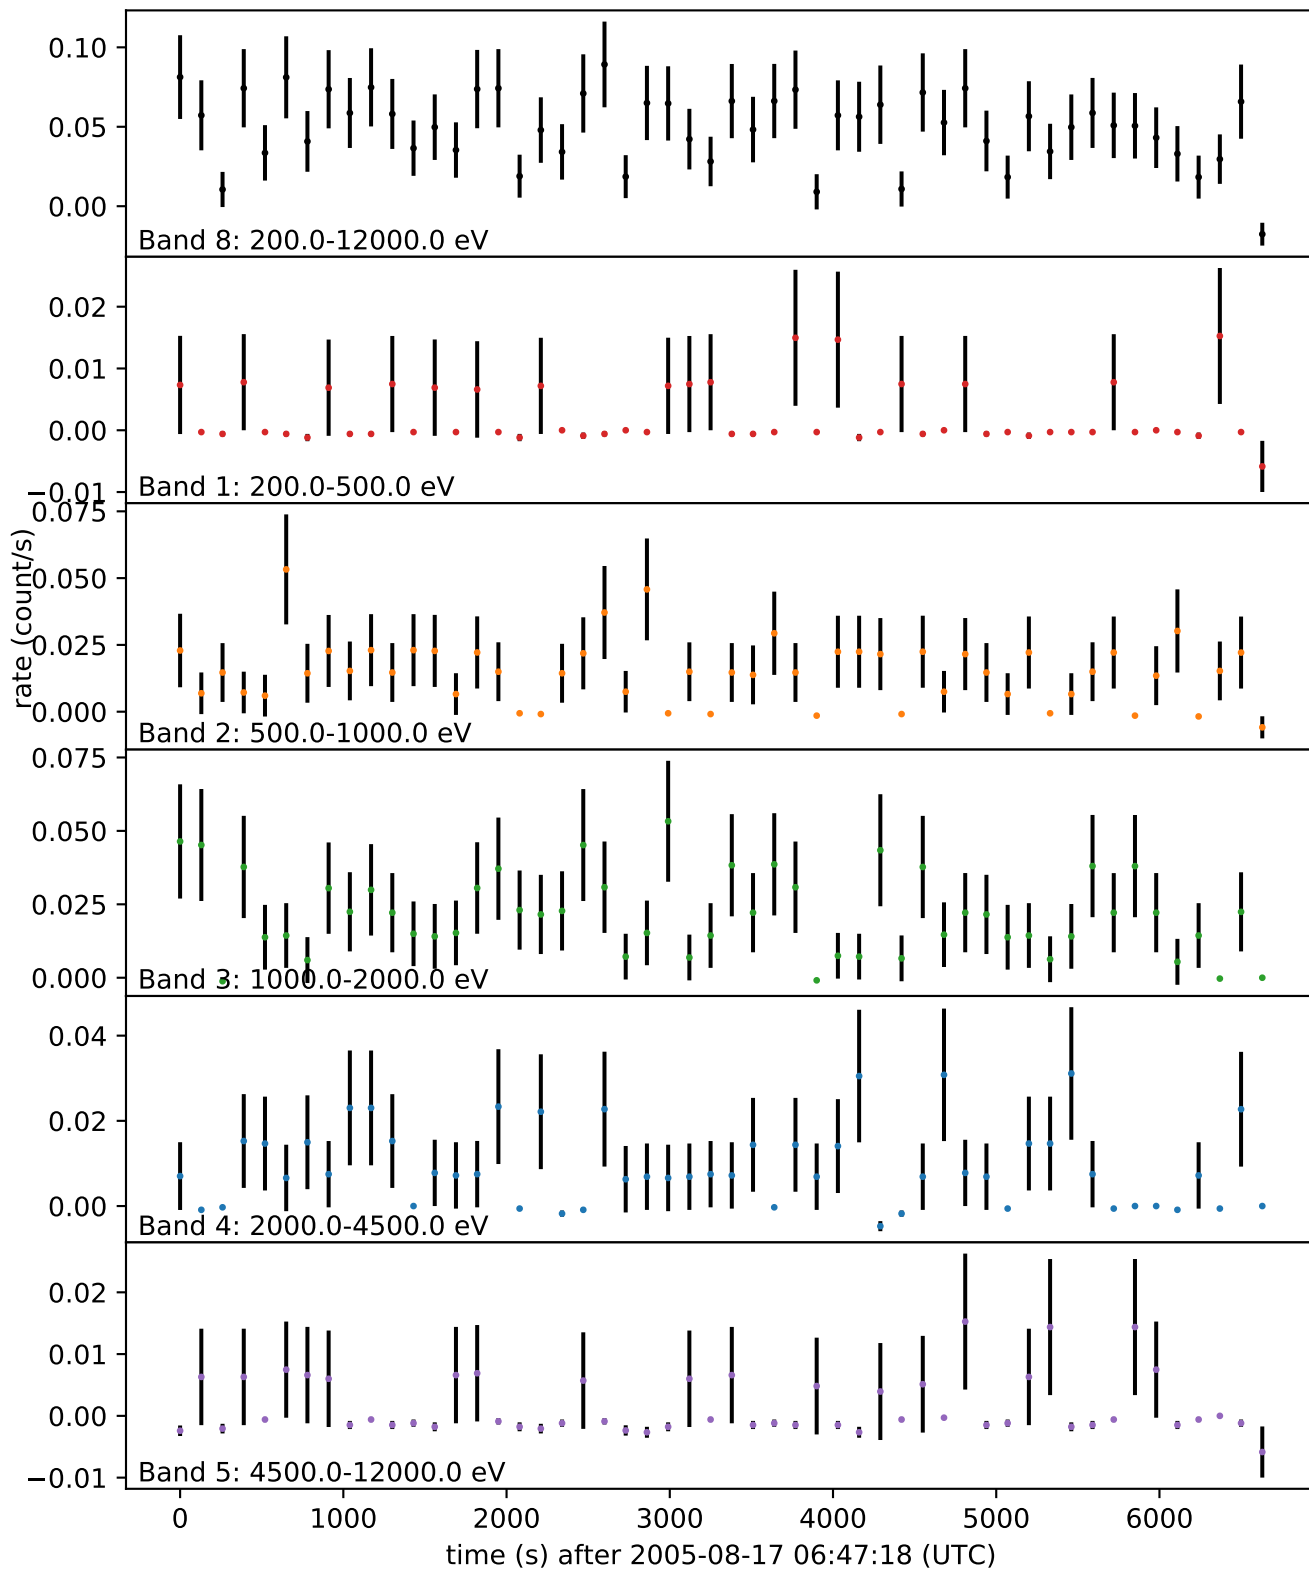 0.10
0.05
0.00
Band 8: 200.0-12000.0 eV
0.02
0.01
0.00
−0.01
Band 1: 200.0-500.0 eV
rate (count/s)
0.075
0.050
0.025
0.000
Band 2: 500.0-1000.0 eV
0.075
0.050
0.025
0.000
Band 3: 1000.0-2000.0 eV
0.04
0.02
0.00
Band 4: 2000.0-4500.0 eV
0.02
0.01
0.00
−0.01
Band 5: 4500.0-12000.0 eV
0 1000 2000 3000 4000 5000 6000
time (s) after 2005-08-17 06:47:18 (UTC)